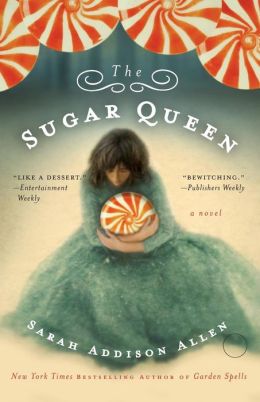 The
SUGAR QUEEN
"LIKE A DESSERT."
—Entertainment
Weekly
"BEWITCHING."
—Publishers Weekly
a novel
SARAH ADDISON ALLEN
New York Times BESTSELLING AUTHOR OF Garden Spells